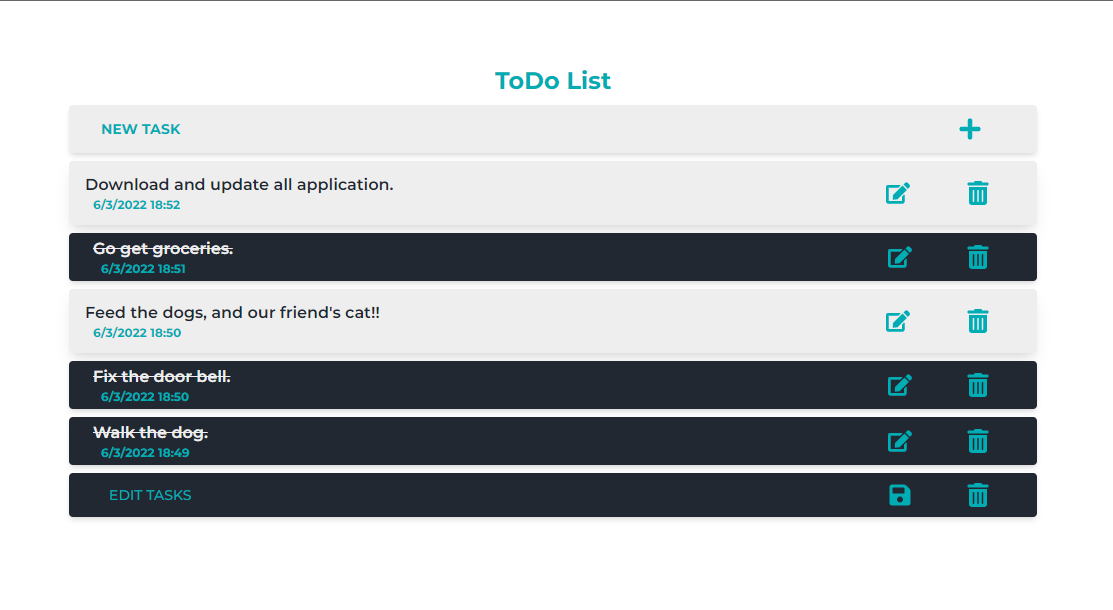 ToDo List
NEW TASK
Download and update all application.
6/3/2022 18:52
Go get groceries.
6/3/2022 18:51
Feed the dogs, and our friend's cat!!
6/3/2022 18:50
Fix the door bell.
6/3/2022 18:50
Walk the dog.
6/3/2022 18:49
EDIT TASKS